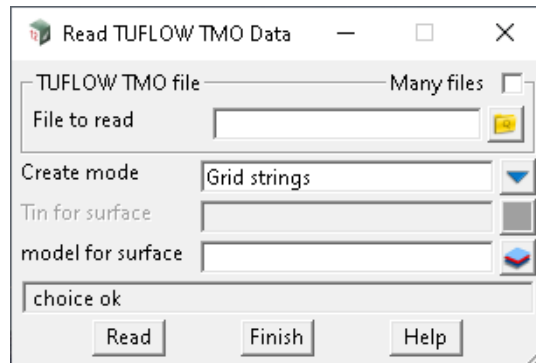 Read TUFLOW TMO Data
TUFLOW TMO file Many files
File to read
Create mode Grid strings
Tin for surface
model for surface
choice ok
Read Finish Help